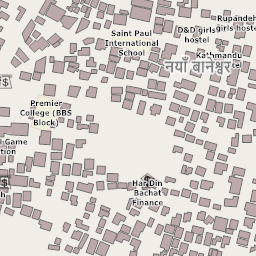 Rupandehi
girls hoste
D&D girls
hostel
Saint Paul
International
School
Kathmandu
नयाँ बानेश्वर
Premier
College (BBS
Block)
Game
Har Din
Bachat
Finance